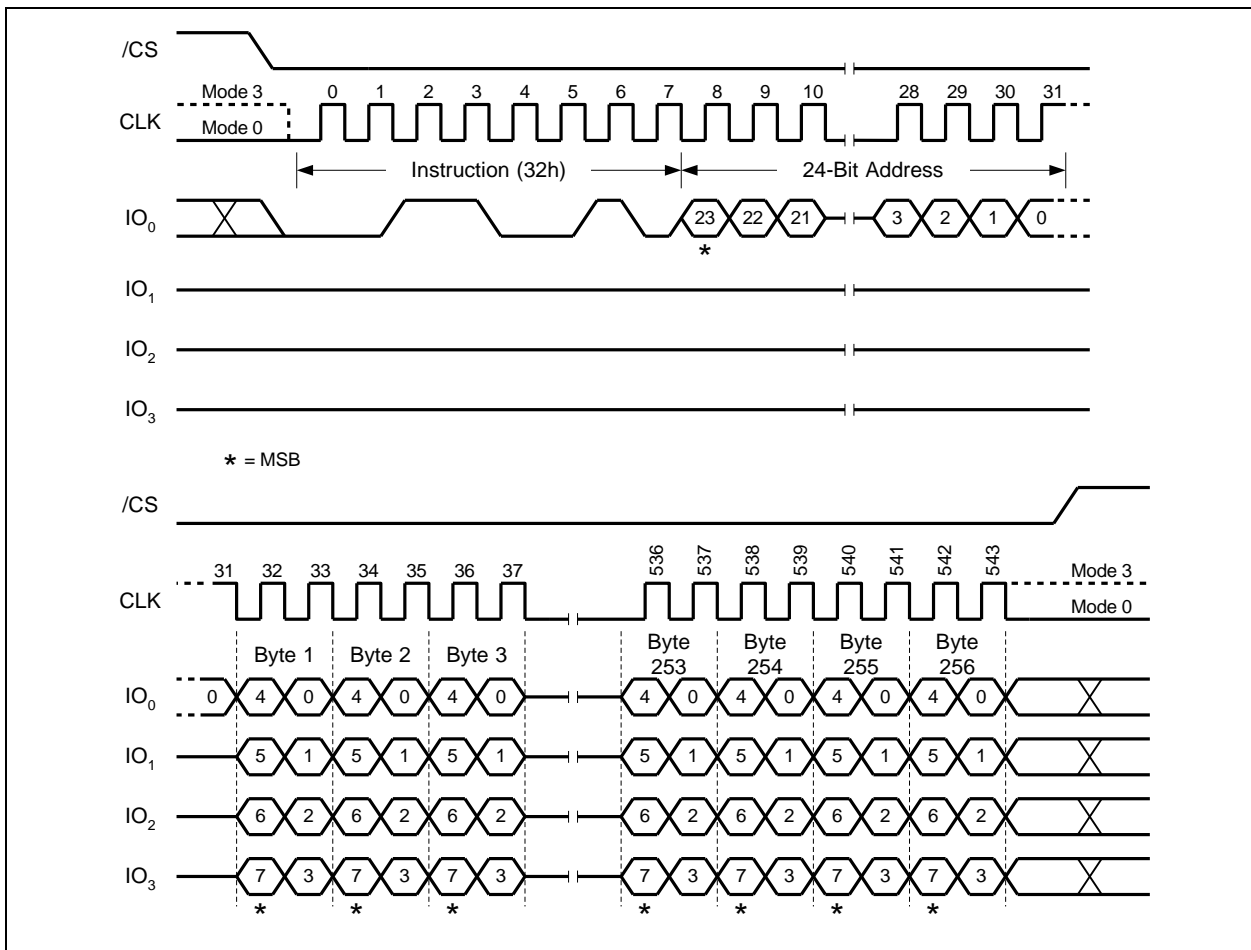 /CS
Mode 3 0 1 2 3 4 5 6 7 8 9 10 28 29 30 31
CLK
Mode 0
Instruction (32h) 24-Bit Address
IO0 23 22 21 3 2 1 0
*
IO1
IO2
IO3
* = MSB
/CS
31 32 33 34 35 36 37 536 537 538 539 540 541 542 543
Mode 3
CLK
Mode 0
Byte 1 Byte 2 Byte 3 Byte 253 Byte 254 Byte 255 Byte 256
IO0 0 4 0 4 0 4 0 4 0 4 0 4 0 4 0
IO1 5 1 5 1 5 1 5 1 5 1 5 1 5 1
IO2 6 2 6 2 6 2 6 2 6 2 6 2 6 2
IO3 7 3 7 3 7 3 7 3 7 3 7 3 7 3
* * * * * * *